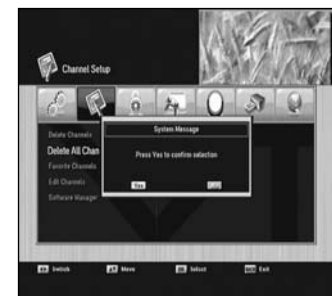 Channel Setup
System Message
Press Yes to confirm selection
Yes
Delete Channels
Delete All Chan
Favorite Channels
Edit Channels
Software Manager
Switch
Move
OK Select
Exit